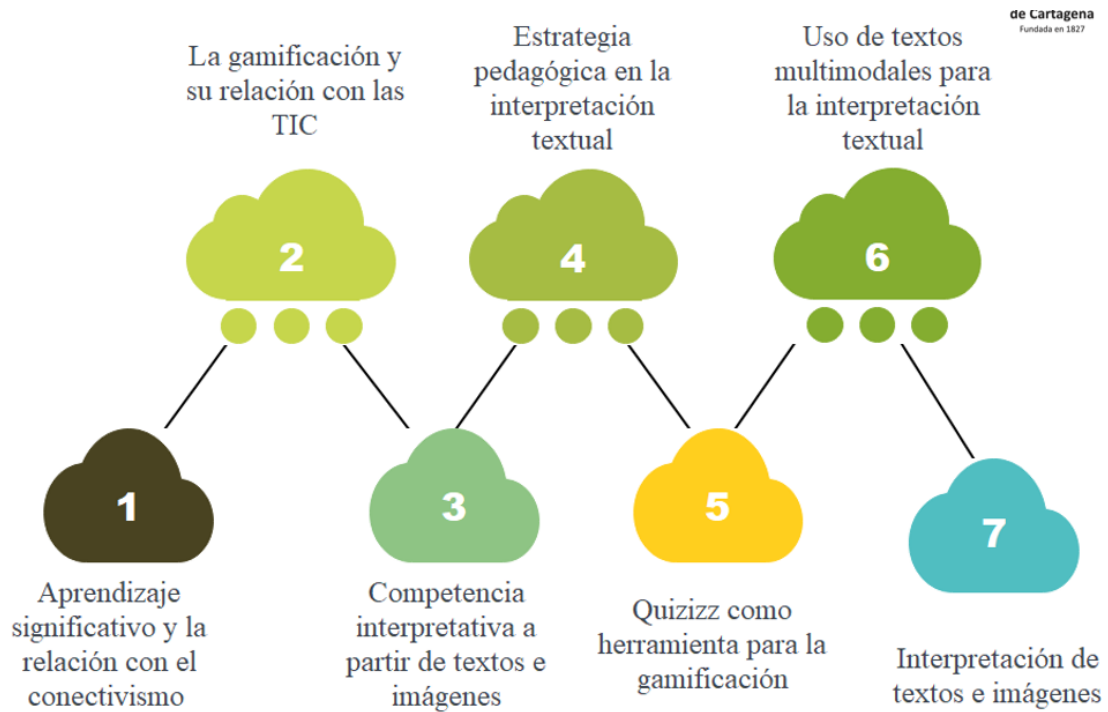 de Cartagena
Fundada en 1827
La gamificación y
su relación con las
TIC
Estrategia
pedagógica en la
interpretación
textual
Uso de textos
multimodales para
la interpretación
textual
2
4
6
1
3
5
7
Aprendizaje
significativo y la
relación con el
conectivismo
Competencia
interpretativa a
partir de textos e
imágenes
Quizizz como
herramienta para la
gamificación
Interpretación de
textos e imágenes